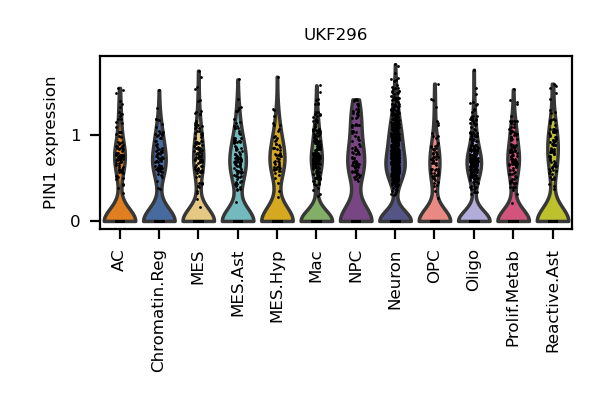 UKF296
PIN1 expression
1
0
AC
Chromatin.Reg
MES
MES.Ast
MES.Hyp
Mac
NPC
Neuron
OPC
Oligo
Prolif.Metab
Reactive.Ast